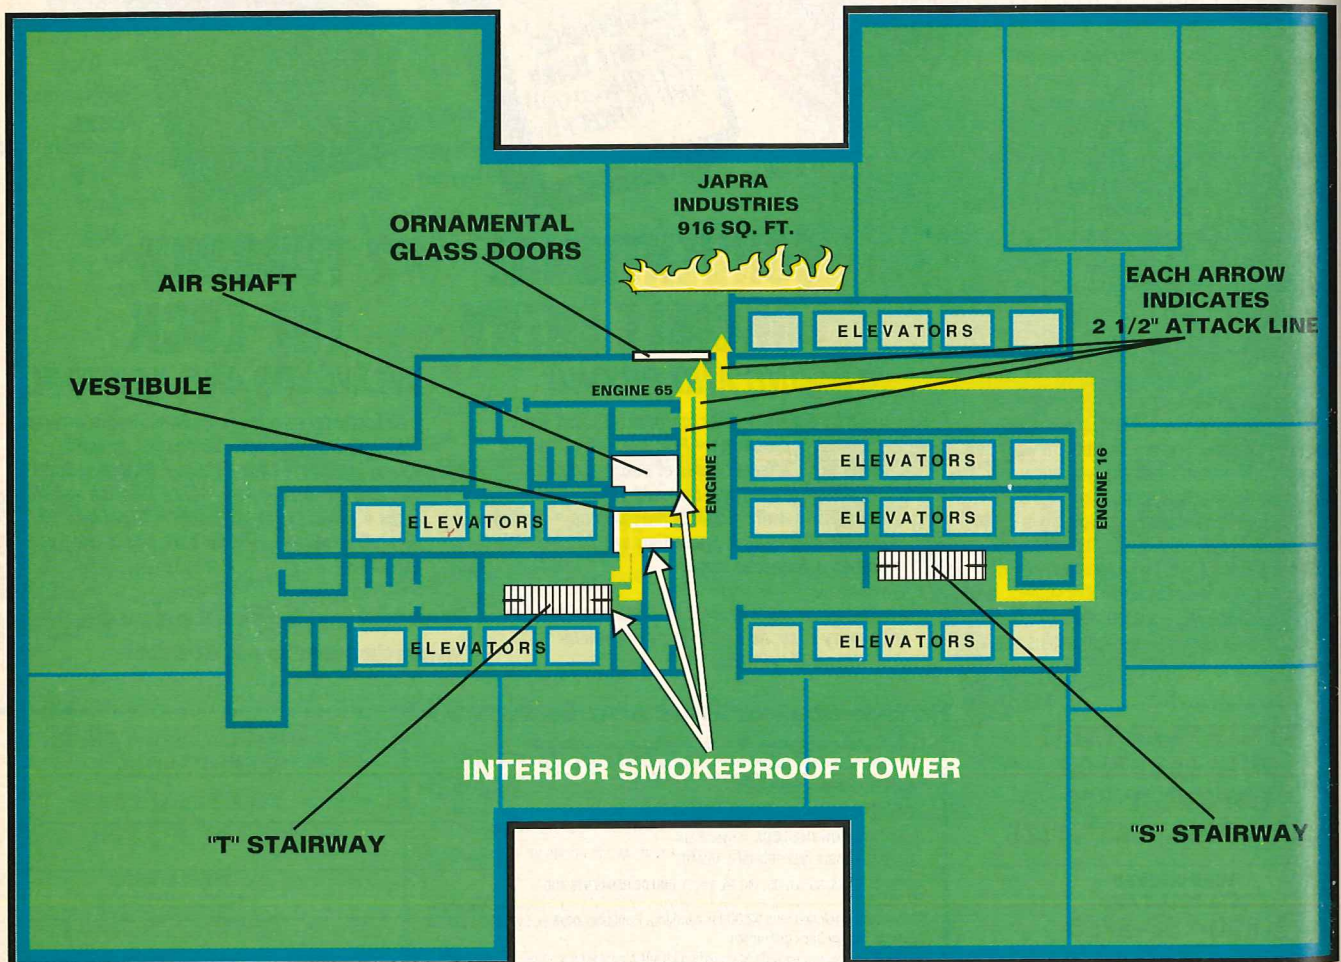 JAPRA
INDUSTRIES
916 SQ. FT.
ORNAMENTAL
GLASS DOORS
AIR SHAFT
EACH ARROW
INDICATES
2 1/2" ATTACK LINE
ELEVATORS
VESTIBULE
ENGINE 65
ENGINE 1
ENGINE 16
ELEVATORS
ELEVATORS
ELEVATORS
ELEVATORS
ELEVATORS
INTERIOR SMOKEPROOF TOWER
"T" STAIRWAY
"S" STAIRWAY